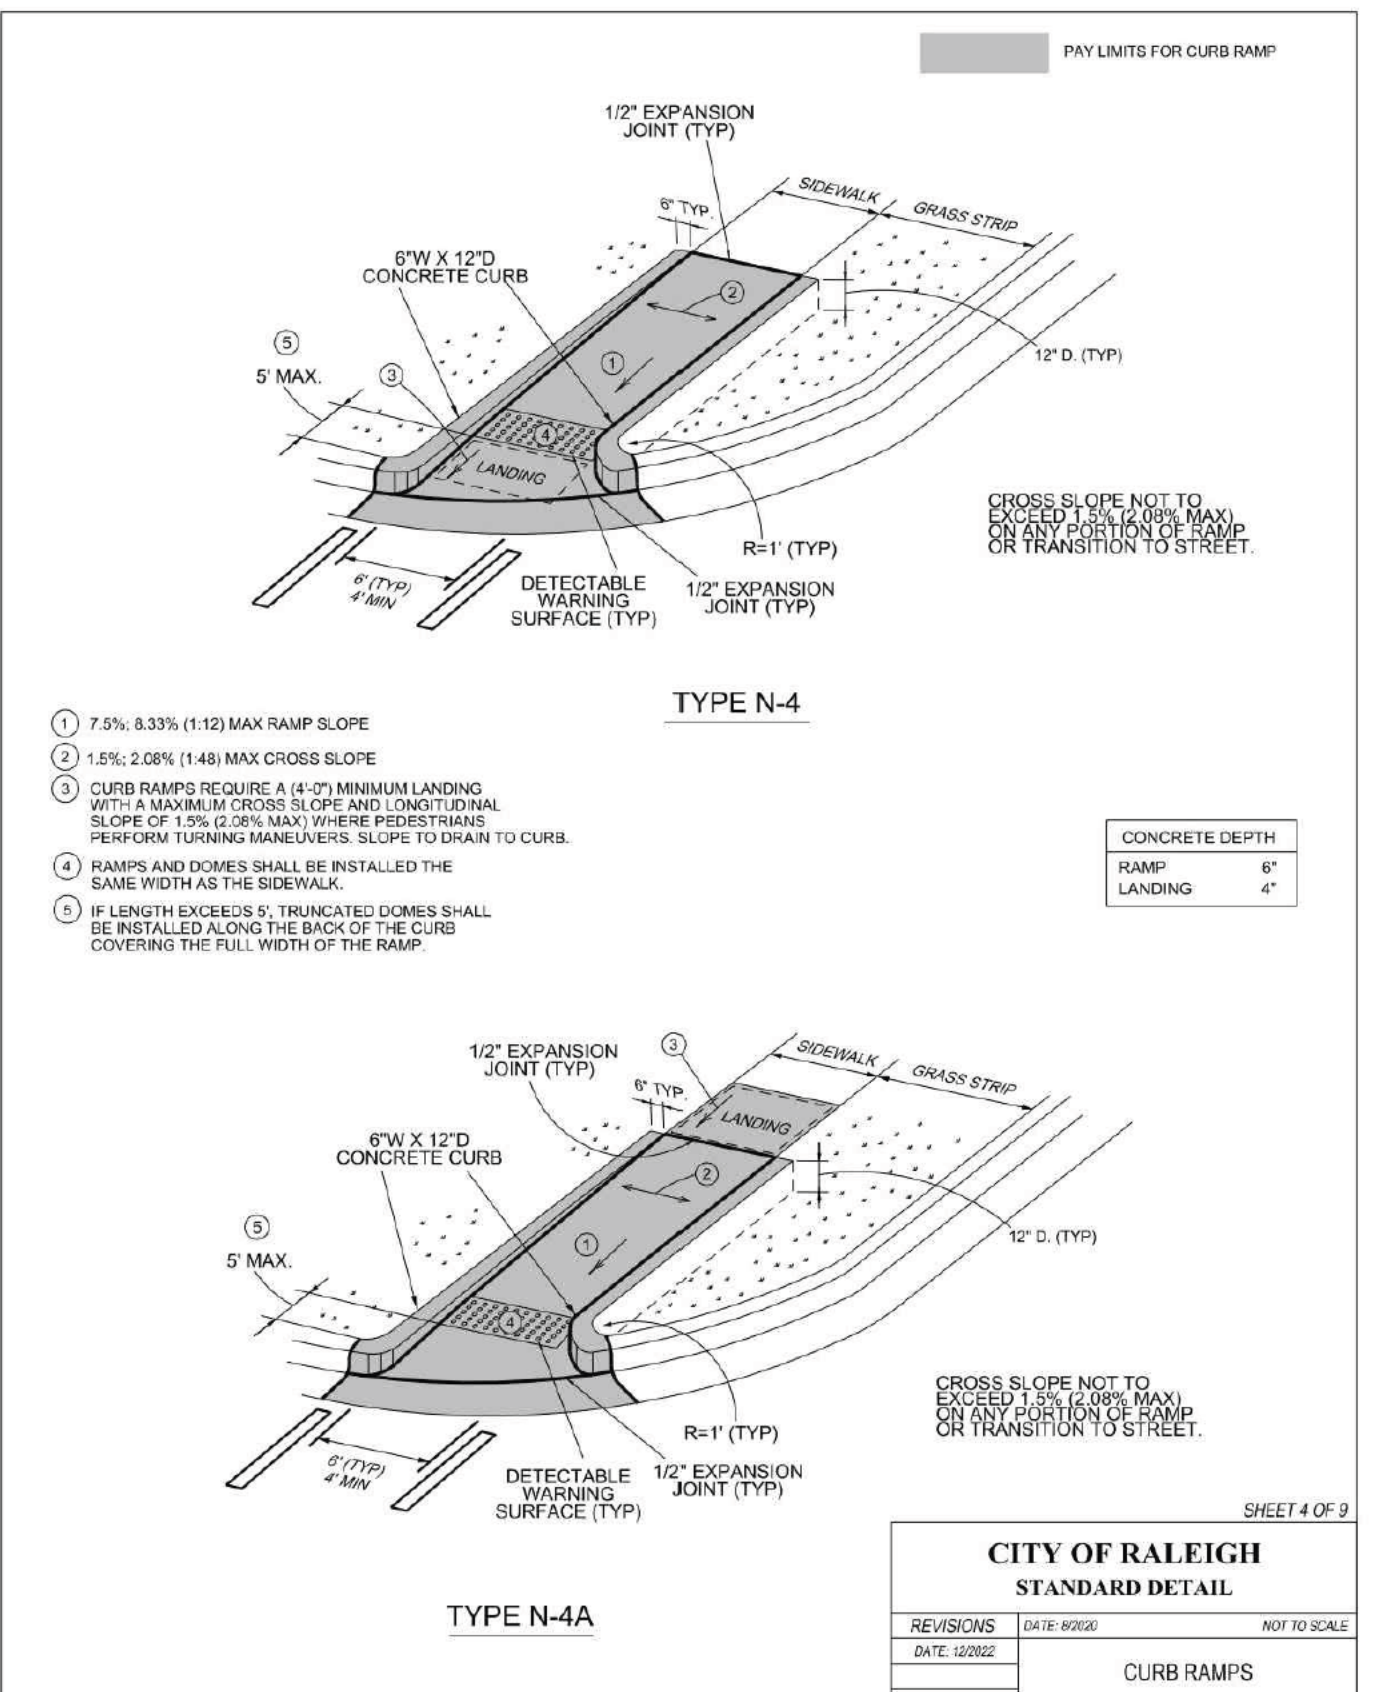 PAY LIMITS FOR CURB RAMP
1/2" EXPANSION
JOINT (TYP)
SIDEWALK
GRASS STRIP
6" TYP.
6"W X 12"D
CONCRETE CURB
2
5
5' MAX.
3
1
12" D. (TYP)
4
LANDING
CROSS SLOPE NOT TO
EXCEED 1.5% (2.08% MAX)
ON ANY PORTION OF RAMP
OR TRANSITION TO STREET.
R=1' (TYP)
6' (TYP)
4' MIN
DETECTABLE
WARNING
SURFACE (TYP)
1/2" EXPANSION
JOINT (TYP)
TYPE N-4
1 7.5%; 8.33% (1:12) MAX RAMP SLOPE
2 1.5%; 2.08% (1:48) MAX CROSS SLOPE
3 CURB RAMPS REQUIRE A (4'-0") MINIMUM LANDING
WITH A MAXIMUM CROSS SLOPE AND LONGITUDINAL
SLOPE OF 1.5% (2.08% MAX) WHERE PEDESTRIANS
PERFORM TURNING MANEUVERS. SLOPE TO DRAIN TO CURB.
4 RAMPS AND DOMES SHALL BE INSTALLED THE
SAME WIDTH AS THE SIDEWALK.
5 IF LENGTH EXCEEDS 5', TRUNCATED DOMES SHALL
BE INSTALLED ALONG THE BACK OF THE CURB
COVERING THE FULL WIDTH OF THE RAMP.
CONCRETE DEPTH
RAMP 6"
LANDING 4"
1/2" EXPANSION
JOINT (TYP)
3
SIDEWALK
GRASS STRIP
6" TYP.
LANDING
6"W X 12"D
CONCRETE CURB
2
5
5' MAX.
1
12" D. (TYP)
4
CROSS SLOPE NOT TO
EXCEED 1.5% (2.08% MAX)
ON ANY PORTION OF RAMP
OR TRANSITION TO STREET.
R=1' (TYP)
6' (TYP)
4' MIN
DETECTABLE
WARNING
SURFACE (TYP)
1/2" EXPANSION
JOINT (TYP)
TYPE N-4A
SHEET 4 OF 9
CITY OF RALEIGH
STANDARD DETAIL
REVISIONS DATE: 8/2020 NOT TO SCALE
DATE: 12/2022
CURB RAMPS